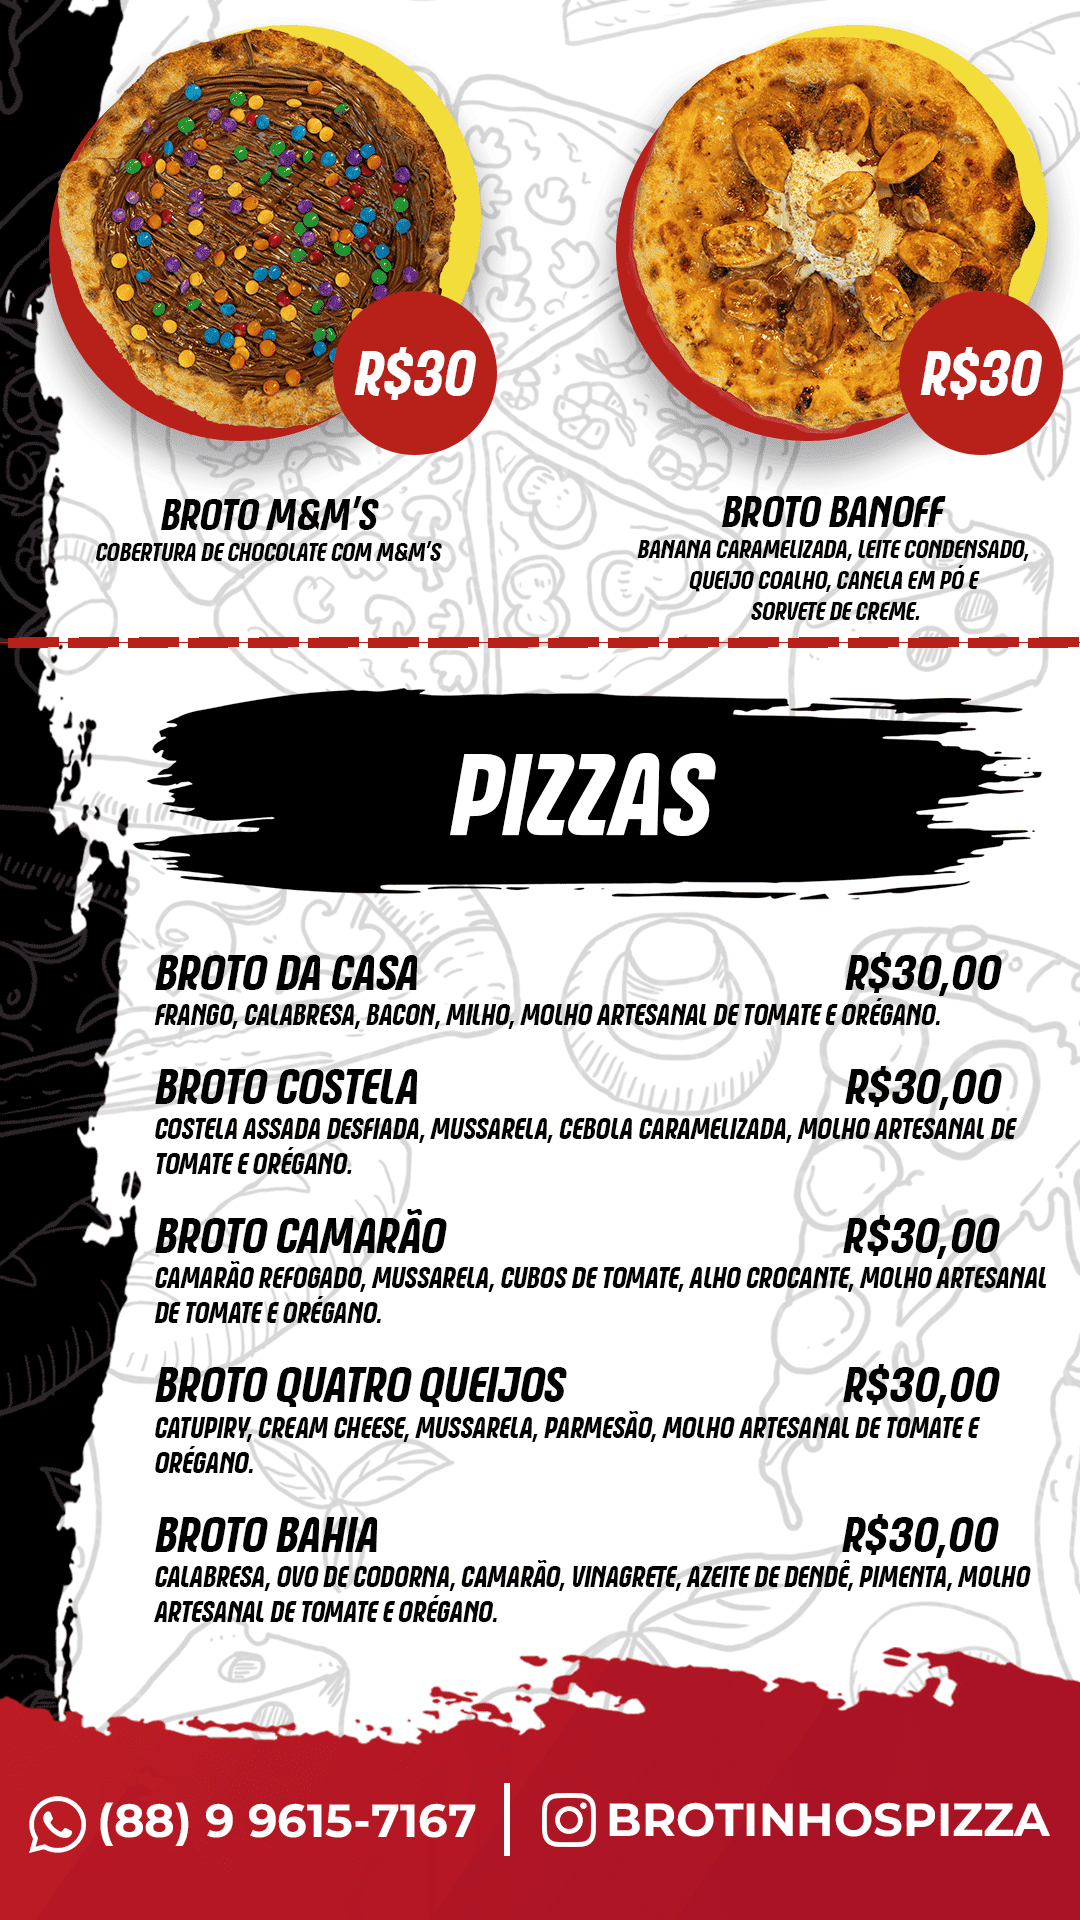 R$30
R$30
BROTO M&M'S
COBERTURA DE CHOCOLATE COM M&M'S
BROTO BANOFF
BANANA CARAMELIZADA, LEITE CONDENSADO,
QUEIJO COALHO, CANELA EM PÓ E
SORVETE DE CREME.
PIZZAS
BROTO DA CASA R$30,00
FRANGO, CALABRESA, BACON, MILHO, MOLHO ARTESANAL DE TOMATE E ORÉGANO.
BROTO COSTELA R$30,00
COSTELA ASSADA DESFIADA, MUSSARELA, CEBOLA CARAMELIZADA, MOLHO ARTESANAL DE
TOMATE E ORÉGANO.
BROTO CAMARÃO R$30,00
CAMARÃO REFOGADO, MUSSARELA, CUBOS DE TOMATE, ALHO CROCANTE, MOLHO ARTESANAL
DE TOMATE E ORÉGANO.
BROTO QUATRO QUEIJOS R$30,00
CATUPIRY, CREAM CHEESE, MUSSARELA, PARMESÃO, MOLHO ARTESANAL DE TOMATE E
ORÉGANO.
BROTO BAHIA R$30,00
CALABRESA, OVO DE CODORNA, CAMARÃO, VINAGRETE, AZEITE DE DENDÊ, PIMENTA, MOLHO
ARTESANAL DE TOMATE E ORÉGANO.
(88) 9 9615-7167 | BROTINHOSPIZZA